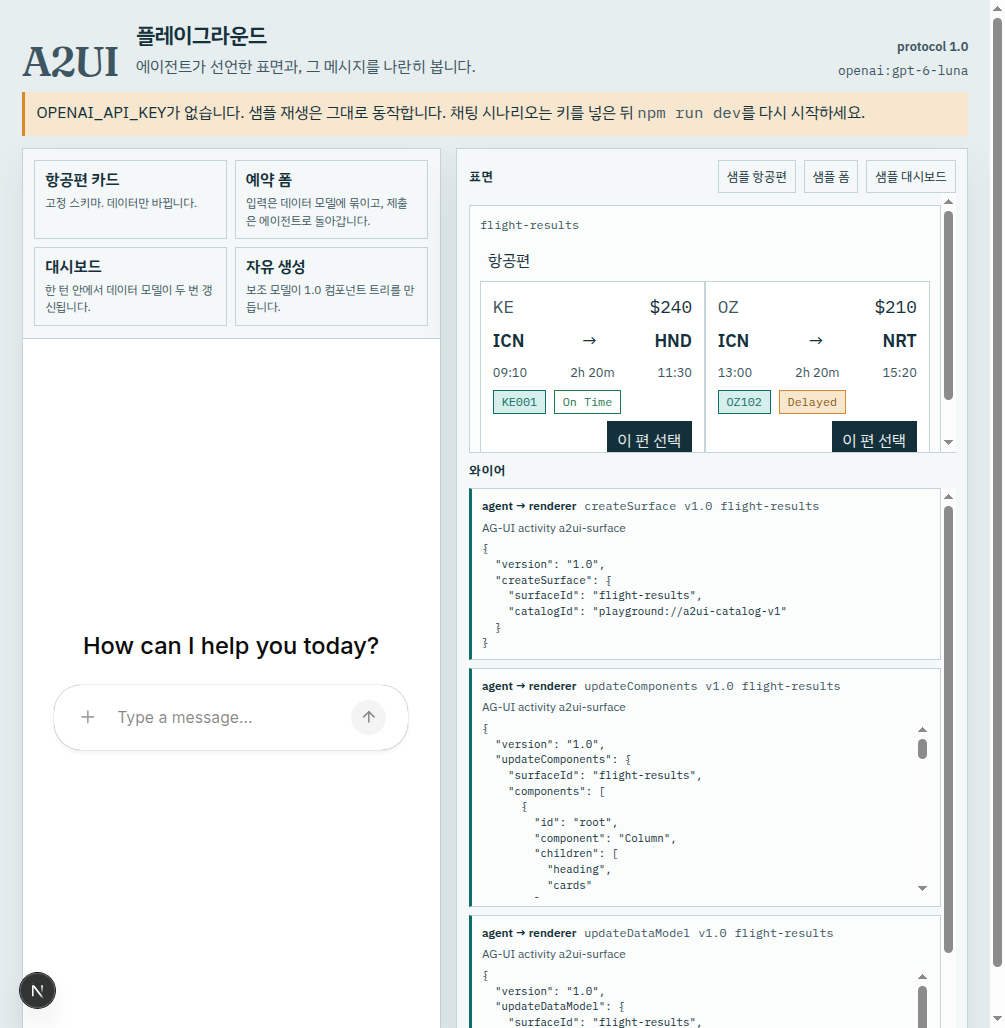 A2UI
플레이그라운드
에이전트가 선언한 표면과, 그 메시지를 나란히 봅니다.
protocol 1.0
openai:gpt-6-luna
OPENAI_API_KEY가 없습니다. 샘플 재생은 그대로 동작합니다. 채팅 시나리오는 키를 넣은 뒤 npm run dev를 다시 시작하세요.
항공편 카드
고정 스키마. 데이터만 바뀝니다.
예약 폼
입력은 데이터 모델에 묶이고, 제출
은 에이전트로 돌아갑니다.
대시보드
한 턴 안에서 데이터 모델이 두 번 갱
신됩니다.
자유 생성
보조 모델이 1.0 컴포넌트 트리를 만
듭니다.
How can I help you today?
Type a message...
N
표면
샘플 항공편
샘플 폼
샘플 대시보드
flight-results
항공편
KE $240
ICN → HND
09:10 2h 20m 11:30
KE001 On Time
이 편 선택
OZ $210
ICN → NRT
13:00 2h 20m 15:20
OZ102 Delayed
이 편 선택
와이어
agent → renderer createSurface v1.0 flight-results
AG-UI activity a2ui-surface
{
"version": "1.0",
"createSurface": {
"surfaceId": "flight-results",
"catalogId": "playground://a2ui-catalog-v1"
}
}
agent → renderer updateComponents v1.0 flight-results
AG-UI activity a2ui-surface
{
"version": "1.0",
"updateComponents": {
"surfaceId": "flight-results",
"components": [
{
"id": "root",
"component": "Column",
"children": [
"heading",
"cards"
agent → renderer updateDataModel v1.0 flight-results
AG-UI activity a2ui-surface
{
"version": "1.0",
"updateDataModel": {
"surfaceId": "flight-results",